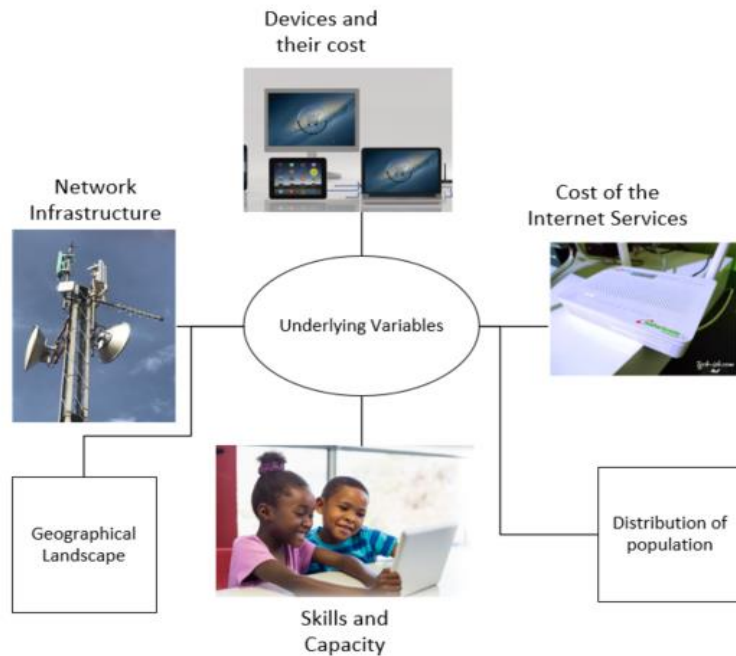 Devices and
their cost
Network
Infrastructure
Cost of the
Internet Services
Underlying Variables
Geographical
Landscape
Distribution of
population
Skills and
Capacity